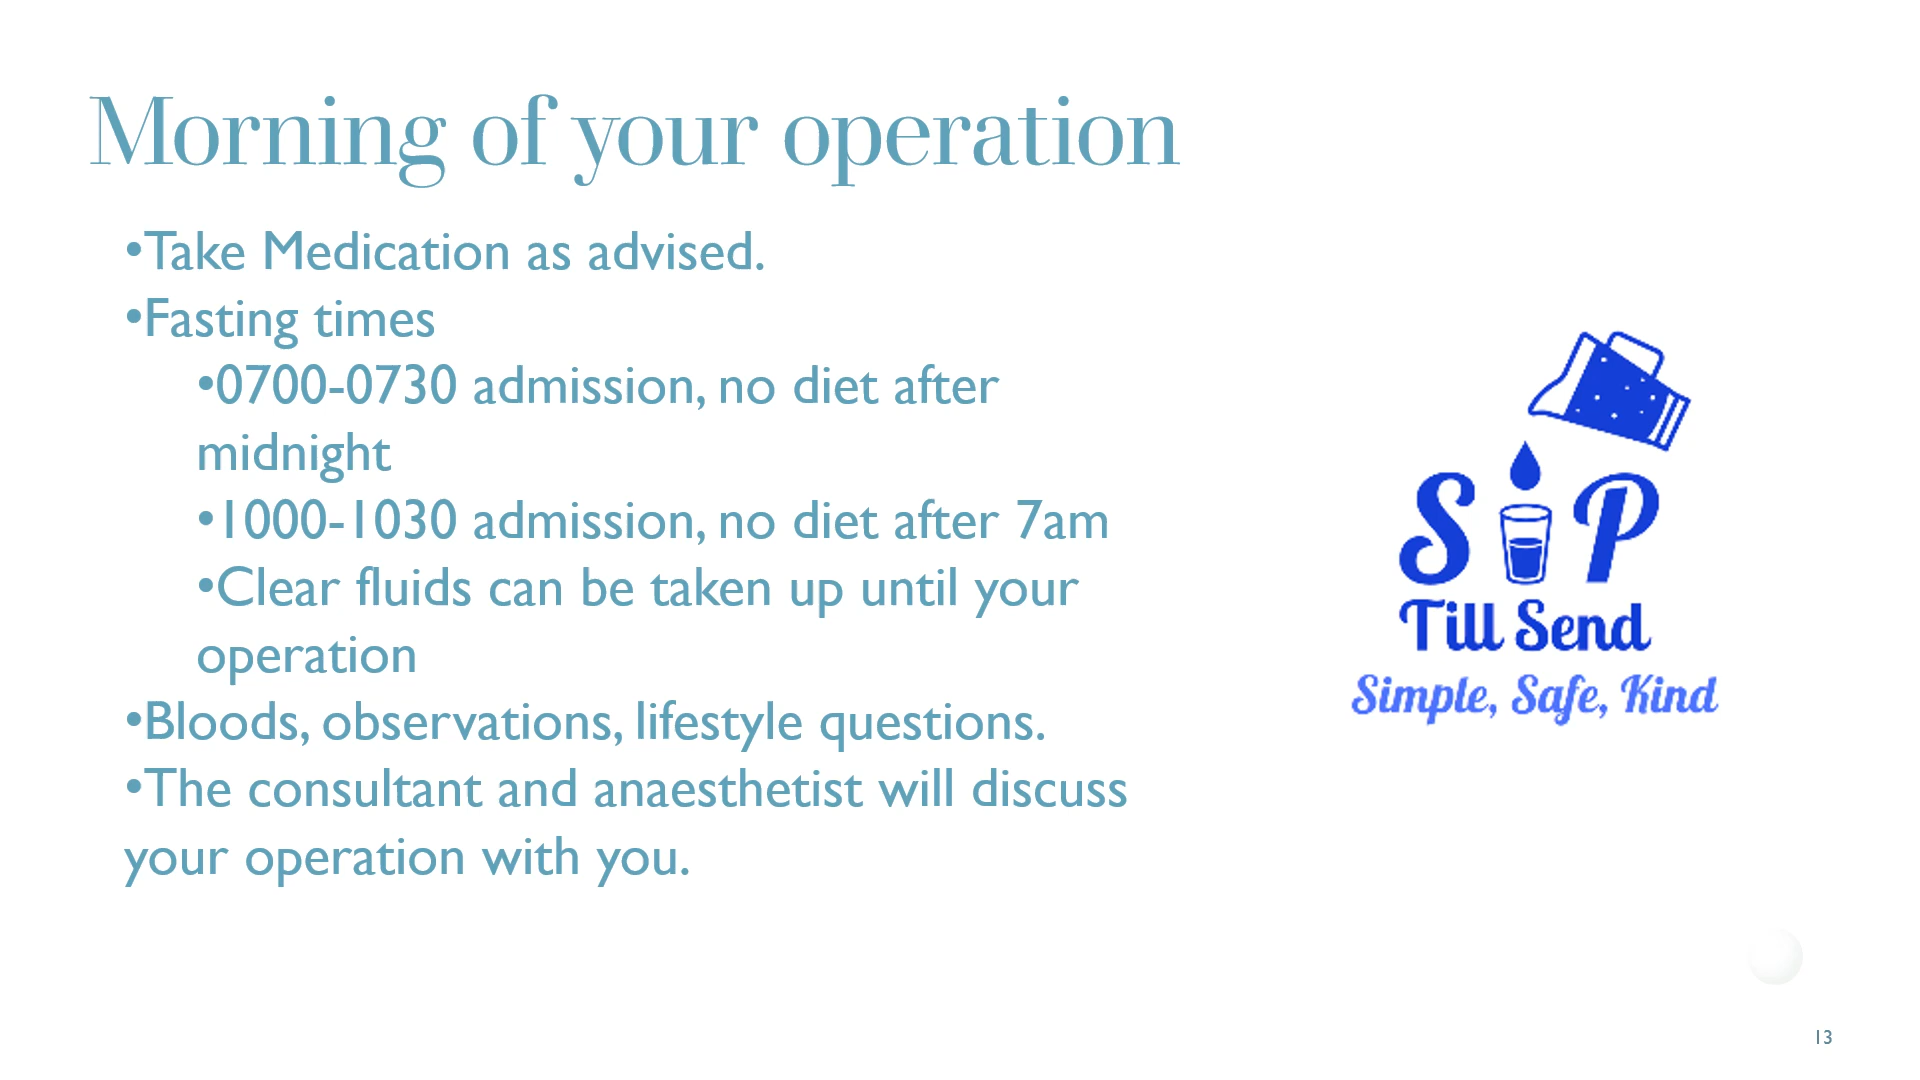 Morning of your operation
•Take Medication as advised.
•Fasting times
•0700-0730 admission, no diet after
midnight
•1000-1030 admission, no diet after 7am
•Clear fluids can be taken up until your
operation
•Bloods, observations, lifestyle questions.
•The consultant and anaesthetist will discuss
your operation with you.
SiP
Till Send
Simple, Safe, Kind
13